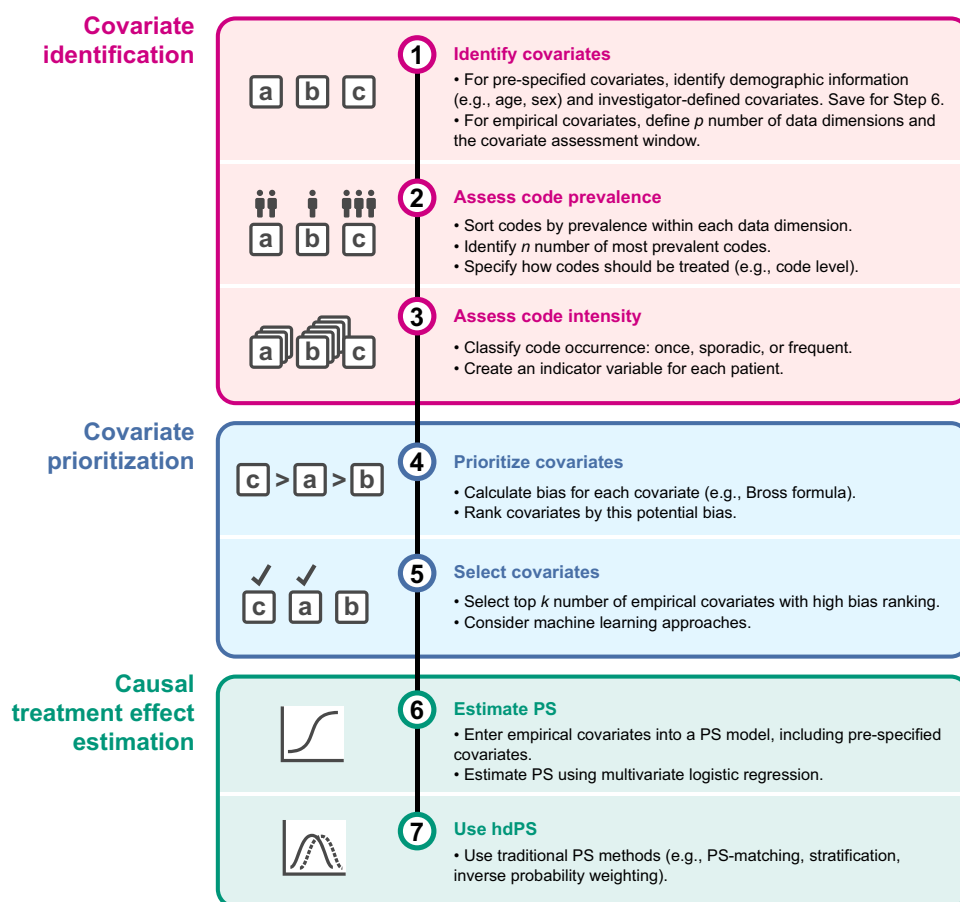 Covariate
identification
1
Identify covariates
a b c
• For pre-specified covariates, identify demographic information
(e.g., age, sex) and investigator-defined covariates. Save for Step 6.
• For empirical covariates, define p number of data dimensions and
the covariate assessment window.
2
Assess code prevalence
a b c
• Sort codes by prevalence within each data dimension.
• Identify n number of most prevalent codes.
• Specify how codes should be treated (e.g., code level).
3
Assess code intensity
a b c
• Classify code occurrence: once, sporadic, or frequent.
• Create an indicator variable for each patient.
Covariate
prioritization
4
Prioritize covariates
c > a > b
• Calculate bias for each covariate (e.g., Bross formula).
• Rank covariates by this potential bias.
5
Select covariates
c a b
• Select top k number of empirical covariates with high bias ranking.
• Consider machine learning approaches.
Causal
treatment effect
estimation
6
Estimate PS
• Enter empirical covariates into a PS model, including pre-specified
covariates.
• Estimate PS using multivariate logistic regression.
7
Use hdPS
• Use traditional PS methods (e.g., PS-matching, stratification,
inverse probability weighting).